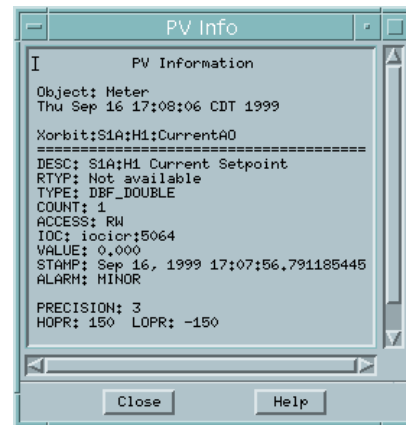 PV Info
PV Information
Object: Meter
Thu Sep 16 17:08:06 CDT 1999
Xorbit:S1A:H1:CurrentAO
======================================
DESC: S1A:H1 Current Setpoint
RTYP: Not available
TYPE: DBF_DOUBLE
COUNT: 1
ACCESS: RW
IOC: iocicr:5064
VALUE: 0.000
STAMP: Sep 16, 1999 17:07:56.791185445
ALARM: MINOR
PRECISION: 3
HOPR: 150  LOPR: -150
Close
Help